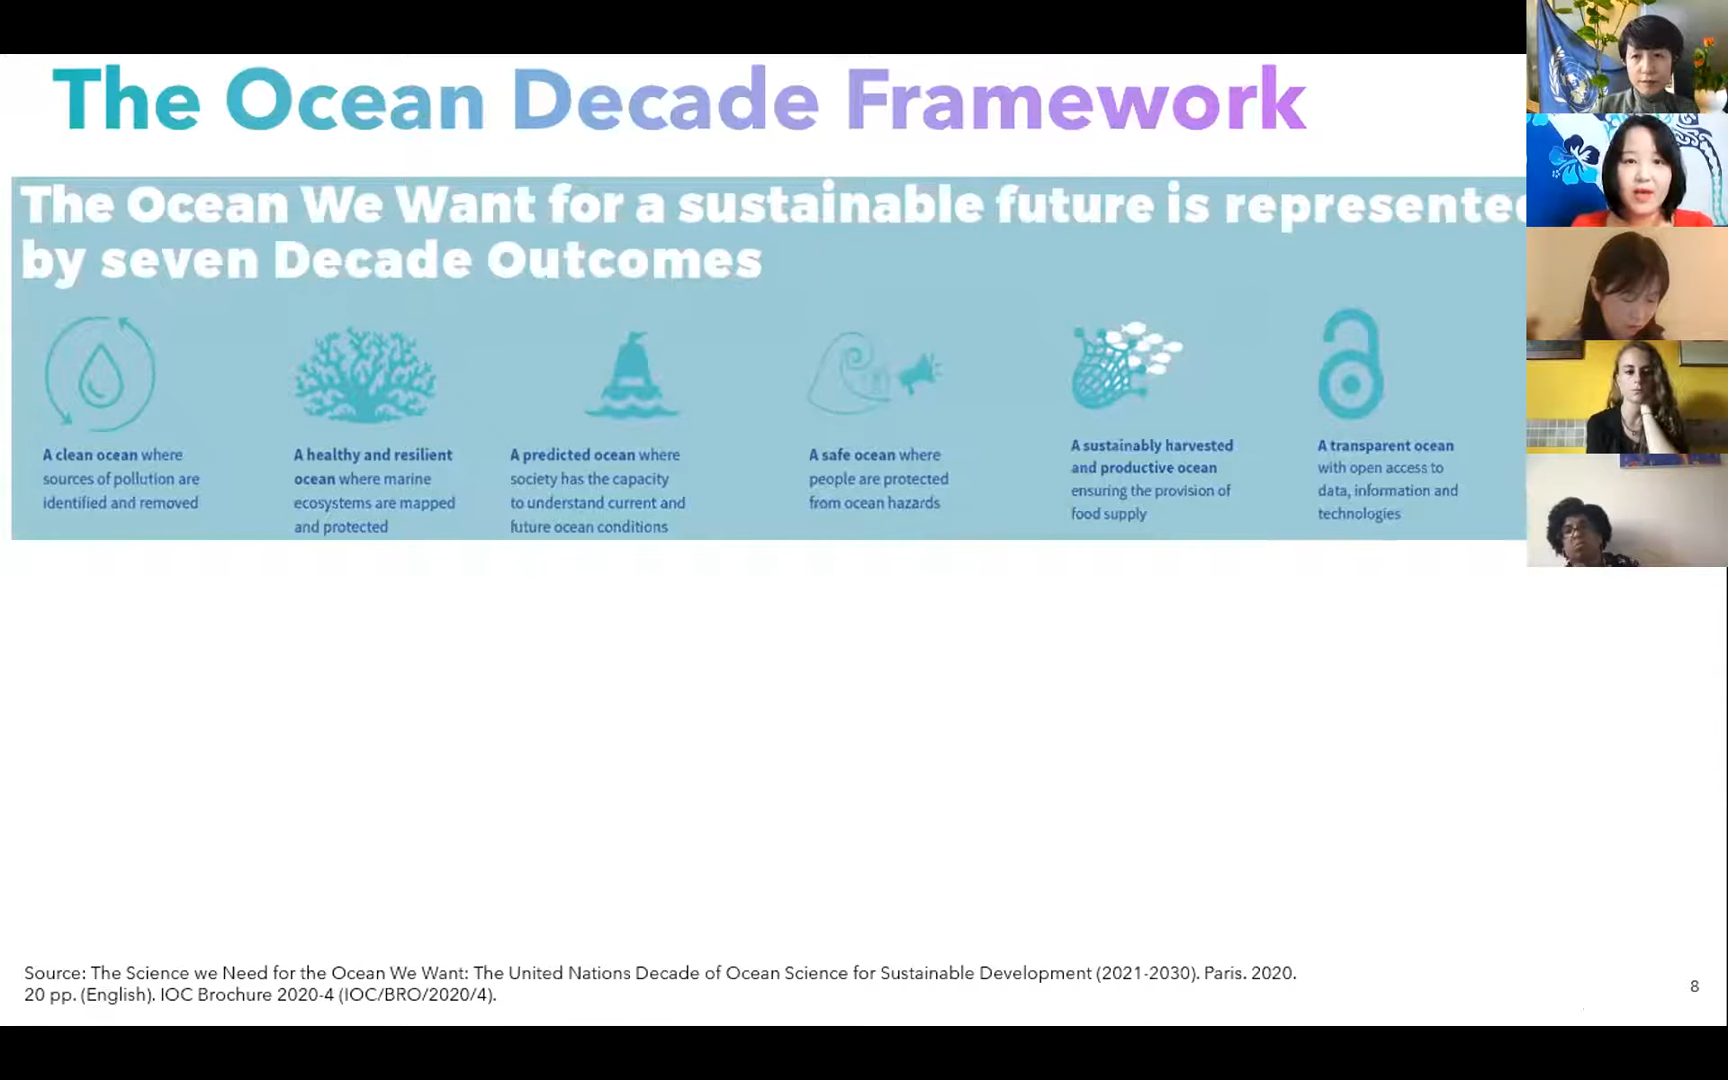 The Ocean Decade Framework
The Ocean We Want for a sustainable future is represented
by seven Decade Outcomes
A clean ocean where
sources of pollution are
identified and removed
A healthy and resilient
ocean where marine
ecosystems are mapped
and protected
A predicted ocean where
society has the capacity
to understand current and
future ocean conditions
A safe ocean where
people are protected
from ocean hazards
A sustainably harvested
and productive ocean
ensuring the provision of
food supply
A transparent ocean
with open access to
data, information and
technologies
Source: The Science we Need for the Ocean We Want: The United Nations Decade of Ocean Science for Sustainable Development (2021-2030). Paris. 2020.
20 pp. (English). IOC Brochure 2020-4 (IOC/BRO/2020/4).
8